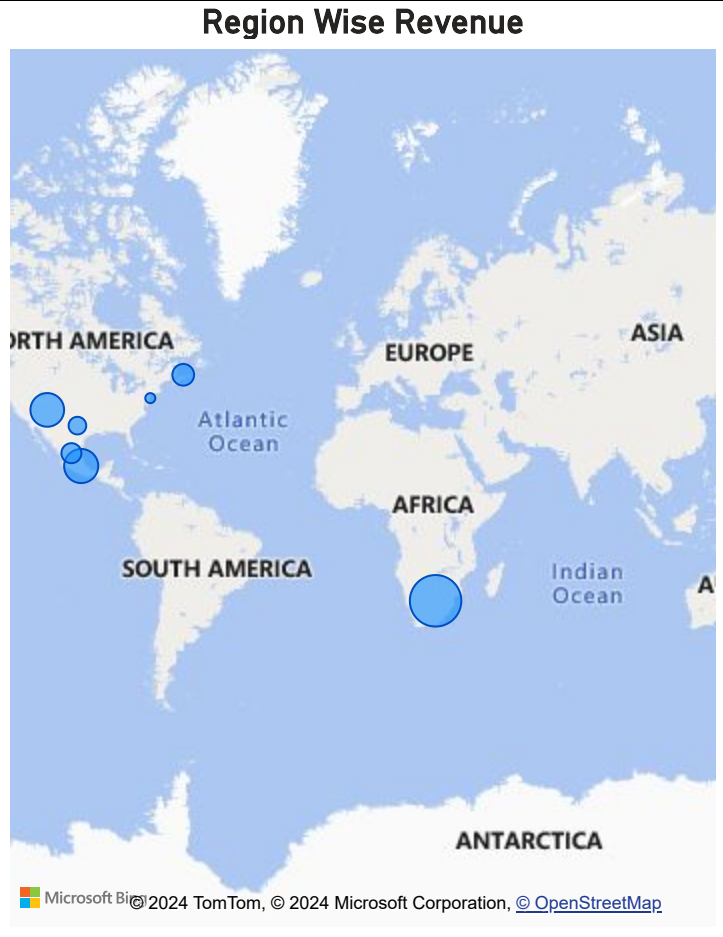 Region Wise Revenue
ORTH AMERICA
EUROPE
ASIA
Atlantic
Ocean
AFRICA
SOUTH AMERICA
Indian
Ocean
A
ANTARCTICA
Microsoft Bing
© 2024 TomTom, © 2024 Microsoft Corporation, © OpenStreetMap